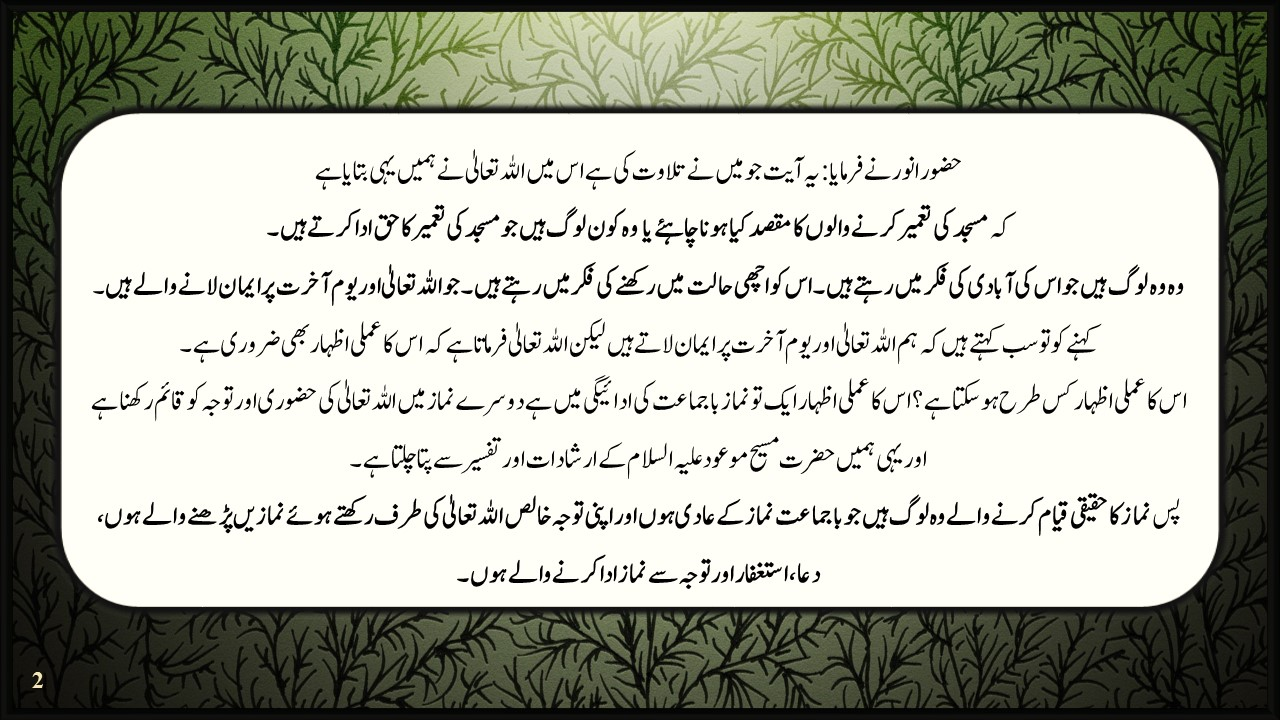 حضور انور نے فرمایا: یہ آیت جو میں نے تلاوت کی ہے اس میں اللہ تعالیٰ نے ہمیں یہی بتایا ہے
کہ مسجد کی تعمیر کرنے والوں کا مقصد کیا ہونا چاہئے یا وہ کون لوگ ہیں جو مسجد کی تعمیر کا حق ادا کرتے ہیں۔
وہ وہ لوگ ہیں جو اس کی آبادی کی فکر میں رہتے ہیں۔ اس کو اچھی حالت میں رکھنے کی فکر میں رہتے ہیں۔ جو اللہ تعالیٰ اور یوم آخرت پر ایمان لانے والے ہیں۔
کہنے کو تو سب کہتے ہیں کہ ہم اللہ تعالیٰ اور یوم آخرت پر ایمان لاتے ہیں لیکن اللہ تعالیٰ فرماتا ہے کہ اس کا عملی اظہار بھی ضروری ہے۔
اس کا عملی اظہار کس طرح ہو سکتا ہے؟ اس کا عملی اظہار ایک تو نماز باجماعت کی ادائیگی میں ہے دوسرے نماز میں اللہ تعالیٰ کی حضوری اور توجہ کو قائم رکھنا ہے
اور یہی ہمیں حضرت مسیح موعود علیہ السلام کے ارشادات اور تفسیر سے پتا چلتا ہے۔
پس نماز کا حقیقی قیام کرنے والے وہ لوگ ہیں جو باجماعت نماز کے عادی ہوں اور اپنی توجہ خالص اللہ تعالیٰ کی طرف رکھتے ہوئے نمازیں پڑھنے والے ہوں،
دعا، استغفار اور توجہ سے نماز ادا کرنے والے ہوں۔
2